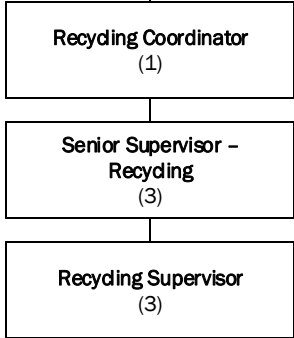 Recycling Coordinator
(1)
Senior Supervisor –
Recycling
(3)
Recycling Supervisor
(3)